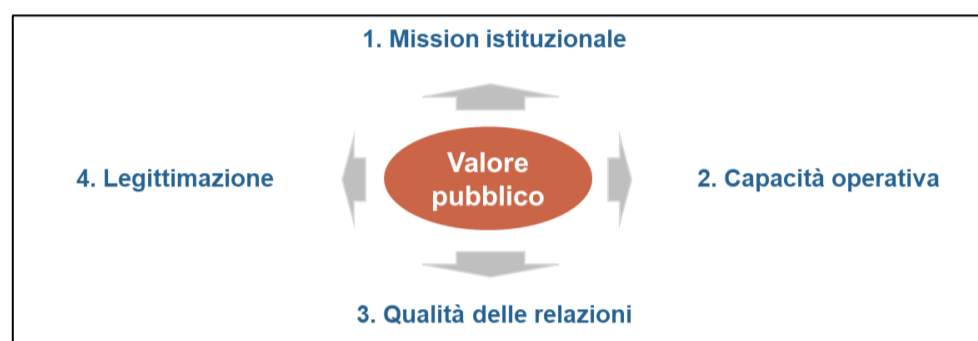 1. Mission istituzionale
4. Legittimazione
Valore
pubblico
2. Capacità operativa
3. Qualità delle relazioni